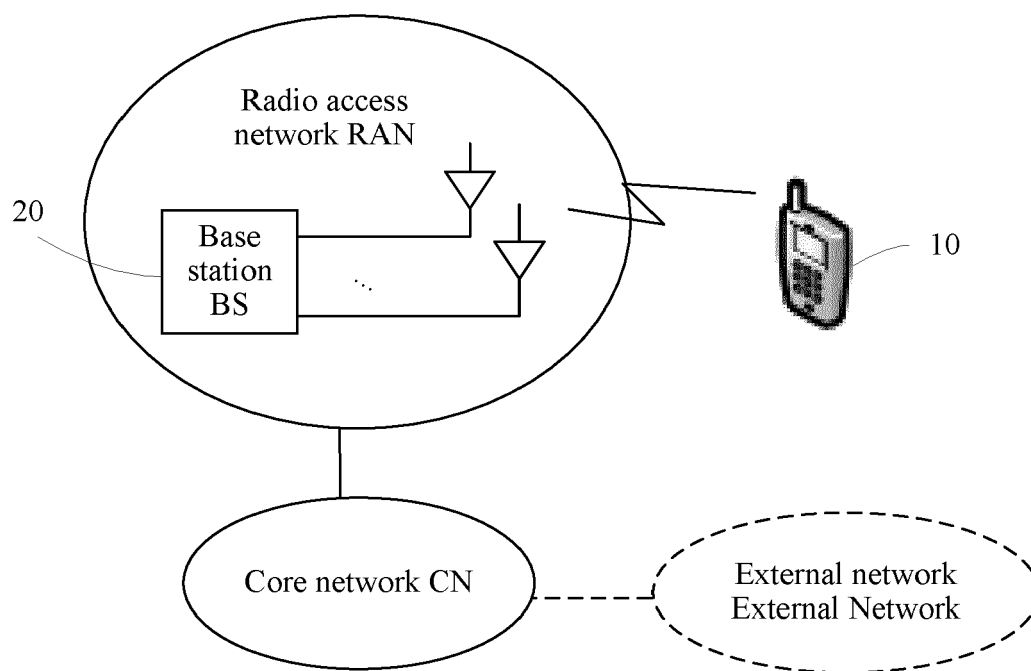 Radio access
network RAN
20
Base
station
BS
...
10
Core network CN
External network
External Network